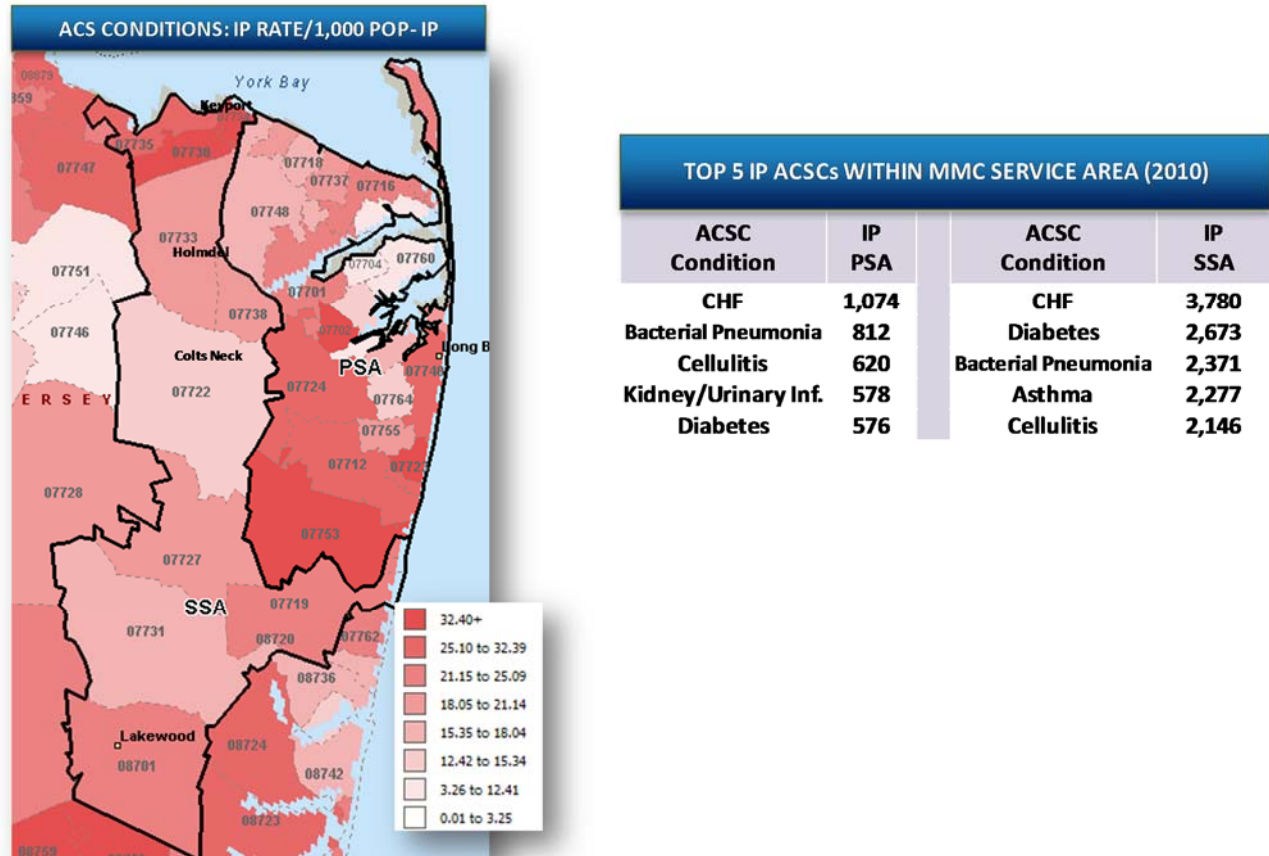 ACS CONDITIONS: IP RATE/1,000 POP- IP
York Bay
08879
Keyport
07735
07730
07747
07718
07737
07716
07748
07751
07733
Holmdel
07704
07760
07701
07746
07738
07702
Colts Neck
Long B
PSA
07740
07722
07724
E R S E Y
07764
07755
07712
07728
07753
07727
SSA
07719
07731
08720
07762
08736
Lakewood
08701
08724
08742
08723
08759
32.40+
25.10 to 32.39
21.15 to 25.09
18.05 to 21.14
15.35 to 18.04
12.42 to 15.34
3.26 to 12.41
0.01 to 3.25
TOP 5 IP ACSCs WITHIN MMC SERVICE AREA (2010)
ACSC Condition IP PSA ACSC Condition IP SSA
CHF 1,074 CHF 3,780
Bacterial Pneumonia 812 Diabetes 2,673
Cellulitis 620 Bacterial Pneumonia 2,371
Kidney/Urinary Inf. 578 Asthma 2,277
Diabetes 576 Cellulitis 2,146